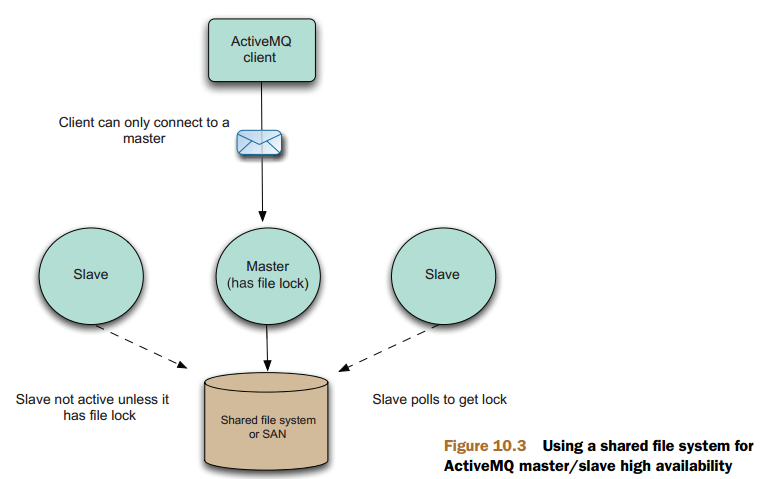 ActiveMQ
client
Client can only connect to a
master
Slave
Master
(has file lock)
Slave
Slave not active unless it
has file lock
Shared file system
or SAN
Slave polls to get lock
Figure 10.3 Using a shared file system for
ActiveMQ master/slave high availability